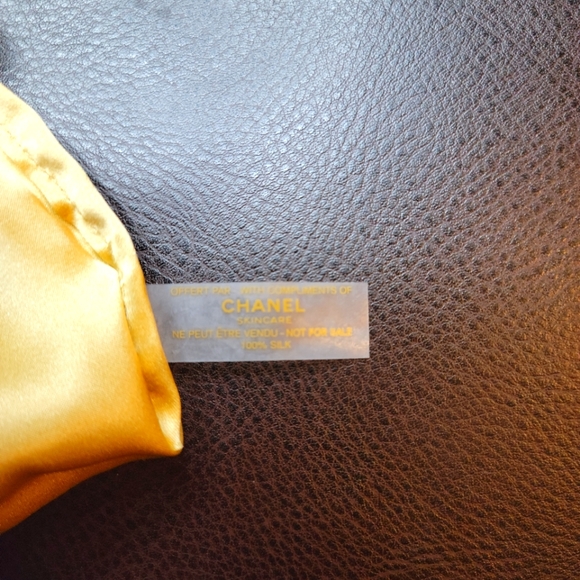 OFFERT PAR - WITH COMPLIMENTS OF
CHANEL
SKINCARE
NE PEUT ÊTRE VENDU - NOT FOR SALE
100% SILK